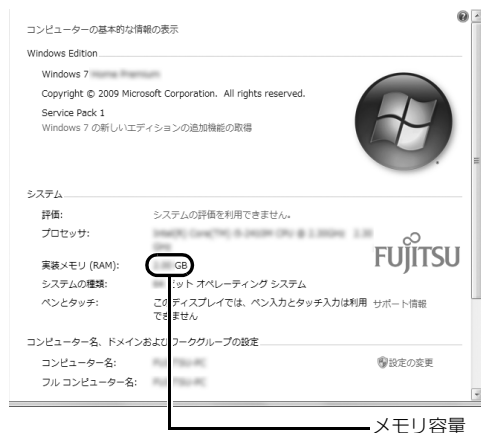 コンピューターの基本的な情報の表示
Windows Edition
Windows 7
Copyright © 2009 Microsoft Corporation. All rights reserved.
Service Pack 1
Windows 7 の新しいエディションの追加機能の取得
システム
評価: システムの評価を利用できません。
プロセッサ:
FUJITSU
実装メモリ (RAM): GB
システムの種類: ビット オペレーティング システム
ペンとタッチ: このディスプレイでは、ペン入力とタッチ入力は利用できません
サポート情報
コンピューター名、ドメインおよびワークグループの設定
コンピューター名:
設定の変更
フル コンピューター名:
メモリ容量